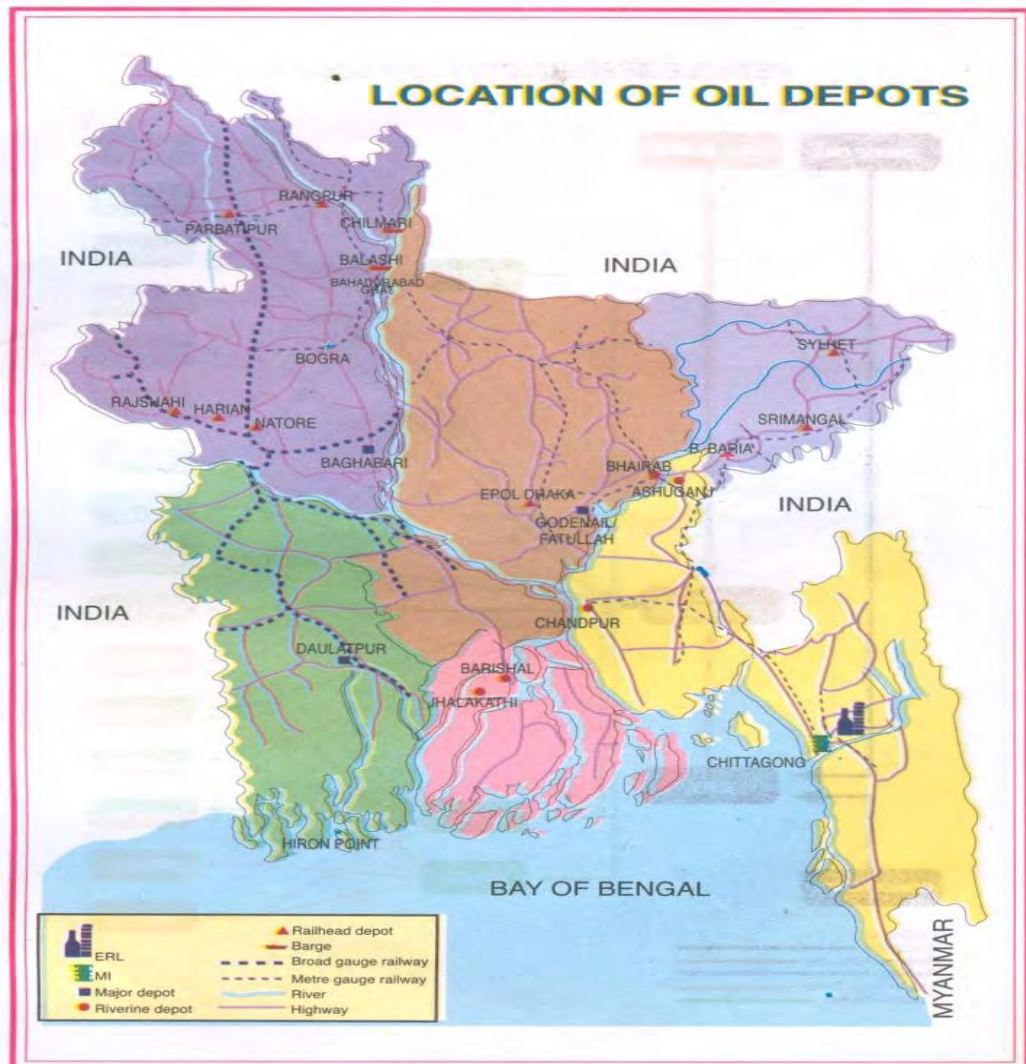 LOCATION OF OIL DEPOTS
RANGPUR
PARBATIPUR
CHILMARI
INDIA
BALASHI
INDIA
BAHADURABAD
GHAT
SYLHET
BOGRA
RAJSHAHI
HARIAN
NATORE
SRIMANGAL
B. BARIA
BAGHABARI
BHAIRAB
ASHUGANJ
EPOL DHAKA
INDIA
GODENAIL/
FATULLAH
INDIA
CHANDPUR
DAULATPUR
BARISHAL
JHALAKATHI
CHITTAGONG
HIRON POINT
BAY OF BENGAL
MYANMAR
ERL
MI
Major depot
Riverine depot
Railhead depot
Barge
Broad gauge railway
Metre gauge railway
River
Highway